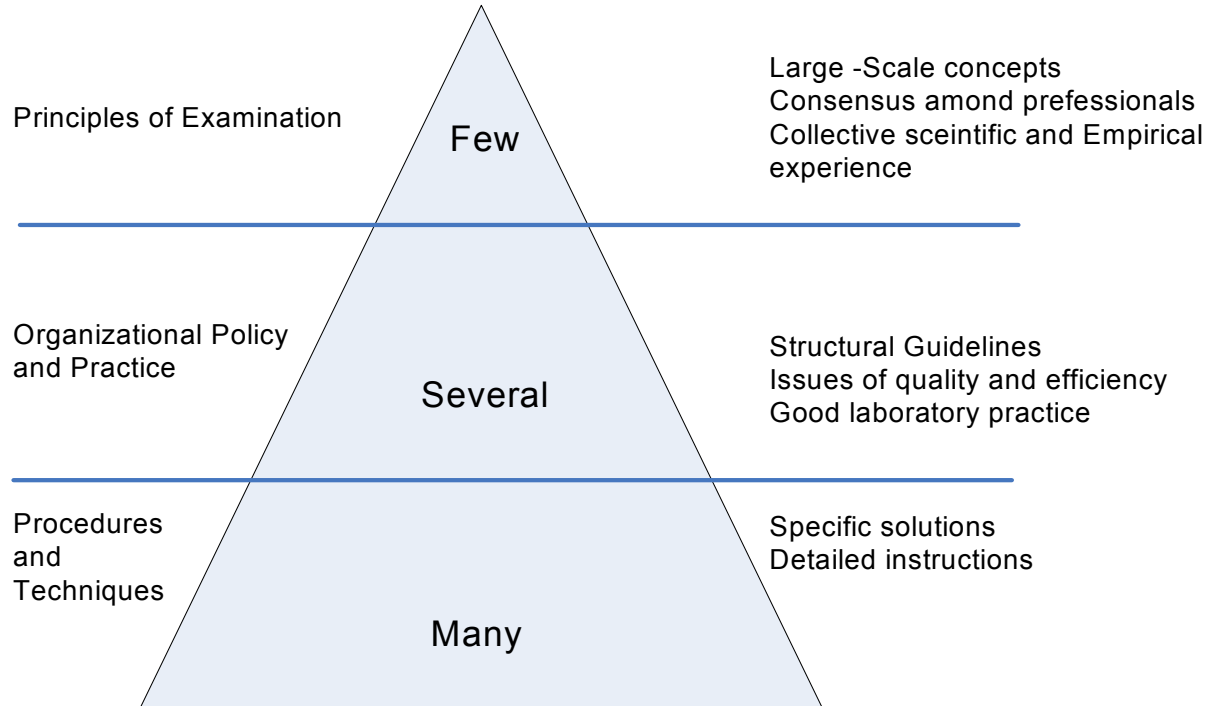 Principles of Examination
Few
Large -Scale concepts
Consensus amond prefessionals
Collective sceintific and Empirical
experience
Organizational Policy
and Practice
Several
Structural Guidelines
Issues of quality and efficiency
Good laboratory practice
Procedures
and
Techniques
Many
Specific solutions
Detailed instructions